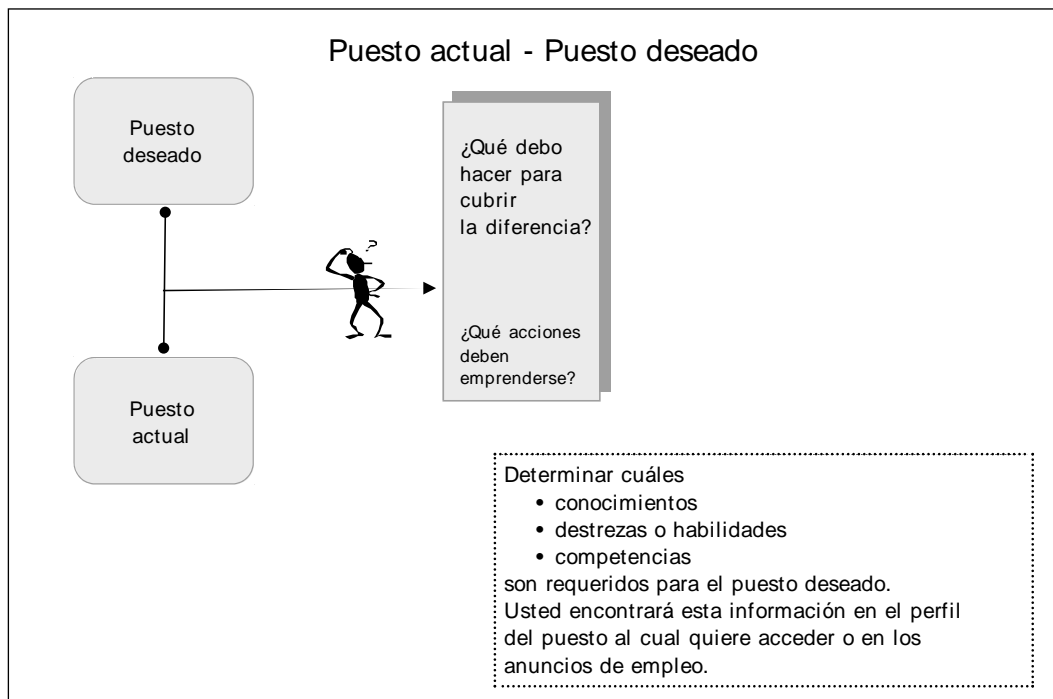 Puesto actual - Puesto deseado
Puesto
deseado
¿Qué debo
hacer para
cubrir
la diferencia?
?
¿Qué acciones
deben
emprenderse?
Puesto
actual
Determinar cuáles
• conocimientos
• destrezas o habilidades
• competencias
son requeridos para el puesto deseado.
Usted encontrará esta información en el perfil
del puesto al cual quiere acceder o en los
anuncios de empleo.